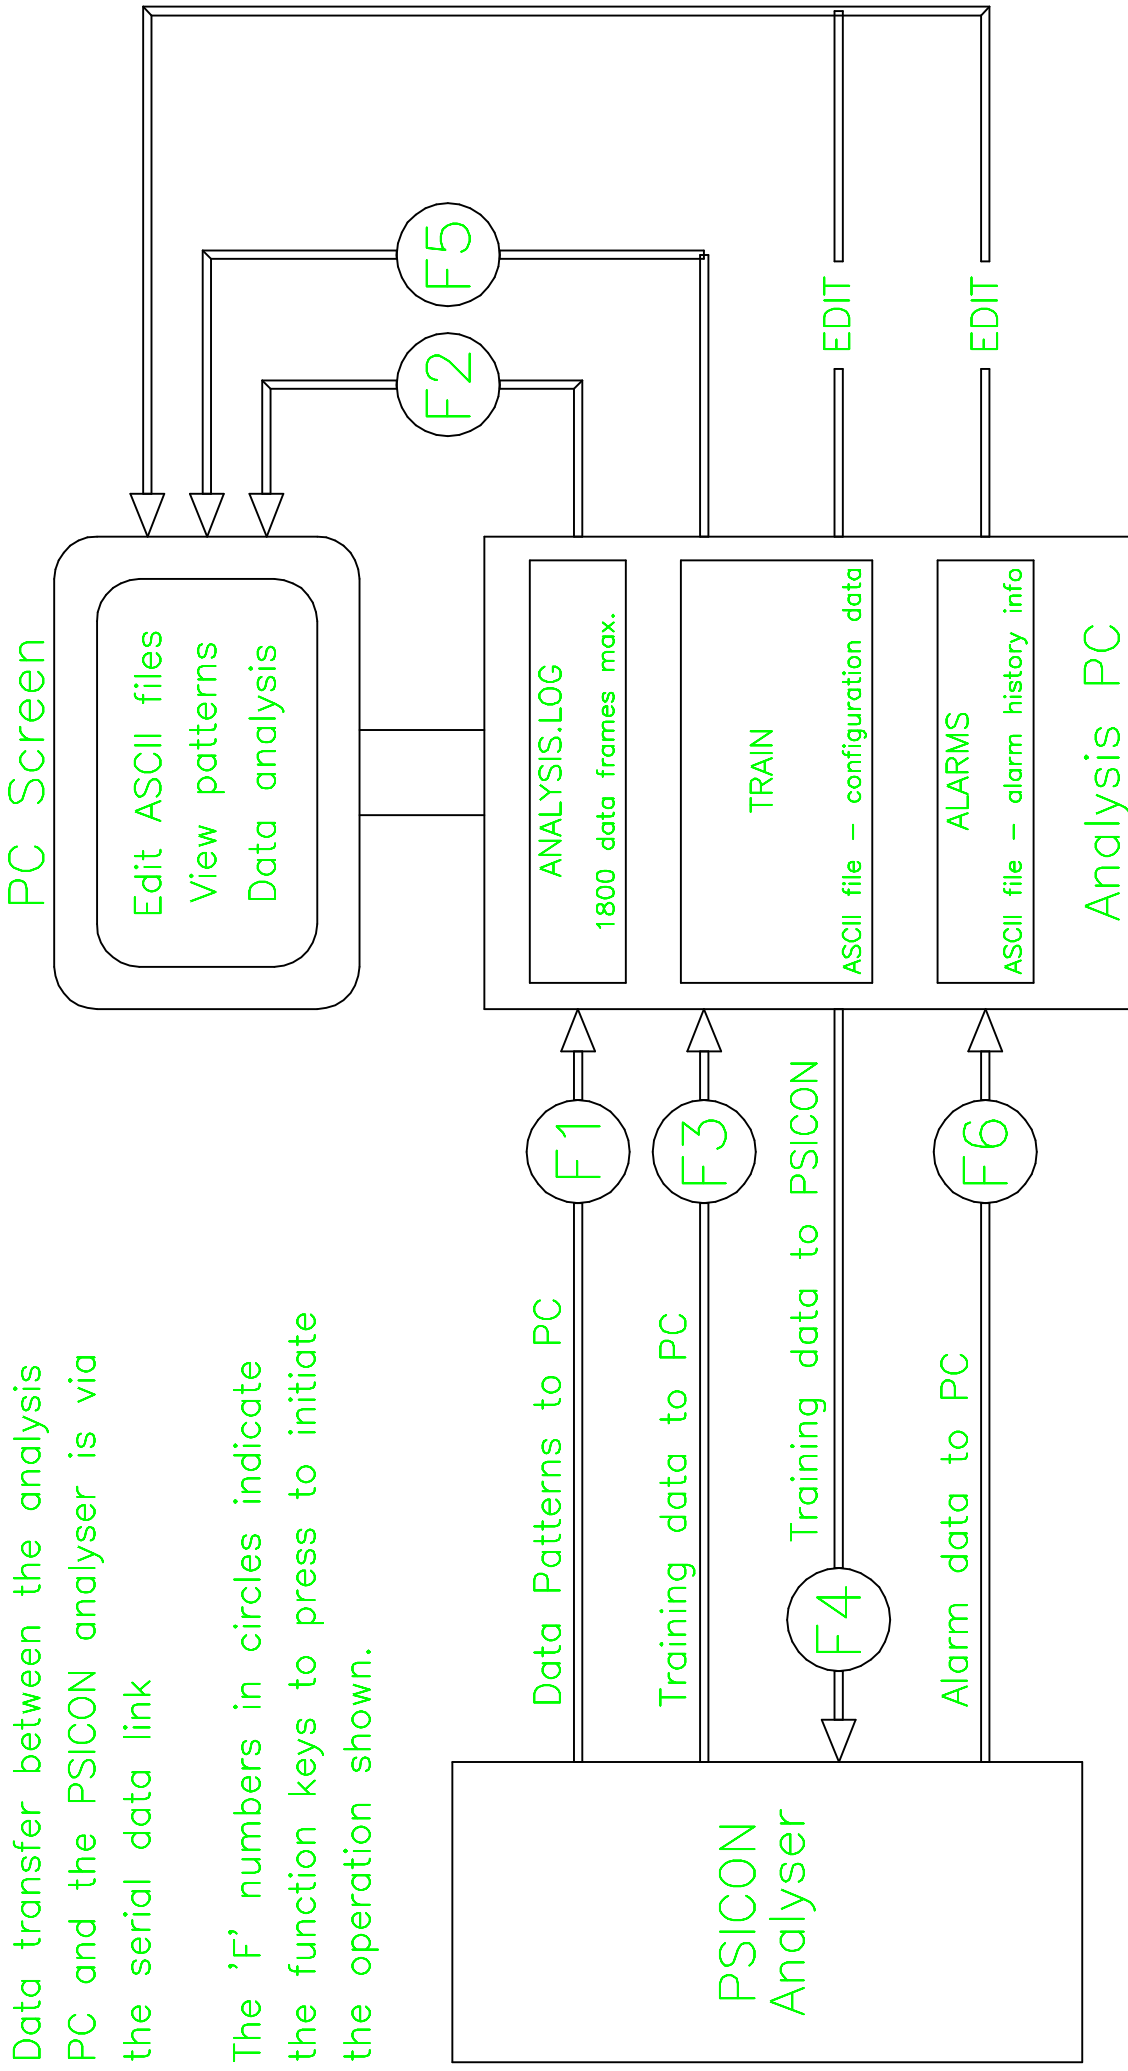 Data transfer between the analysis
PC and the PSICON analyser is via
the serial data link
The 'F' numbers in circles indicate
the function keys to press to initiate
the operation shown.
PC Screen
Edit ASCII files
View patterns
Data analysis
F5
F2
PSICON
Analyser
Data Patterns to PC
F1
ANALYSIS.LOG
1800 data frames max.
Training data to PC
F3
TRAIN
ASCII file - configuration data
EDIT
F4
Training data to PSICON
Alarm data to PC
F6
ALARMS
ASCII file - alarm history info
EDIT
Analysis PC